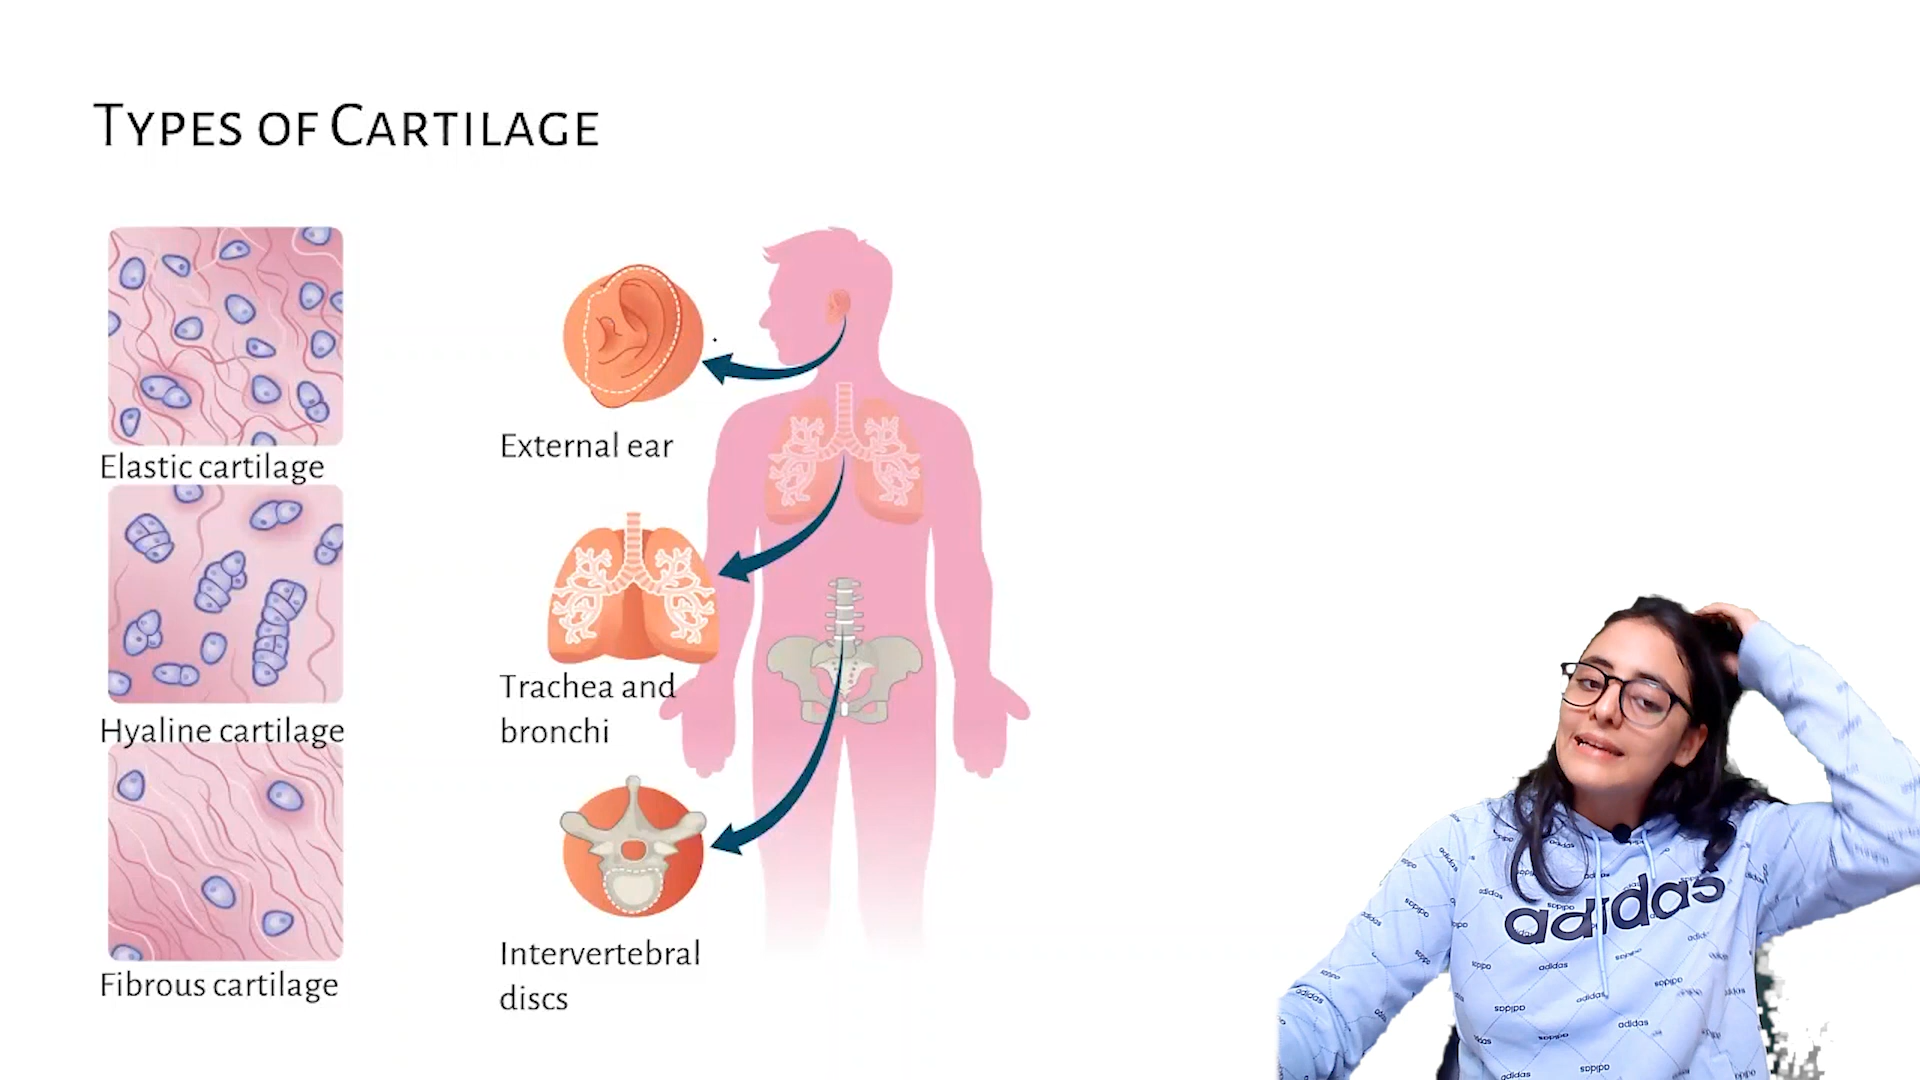 Types of Cartilage
Elastic cartilage
External ear
Hyaline cartilage
Trachea and
bronchi
Fibrous cartilage
Intervertebral
discs
adidas